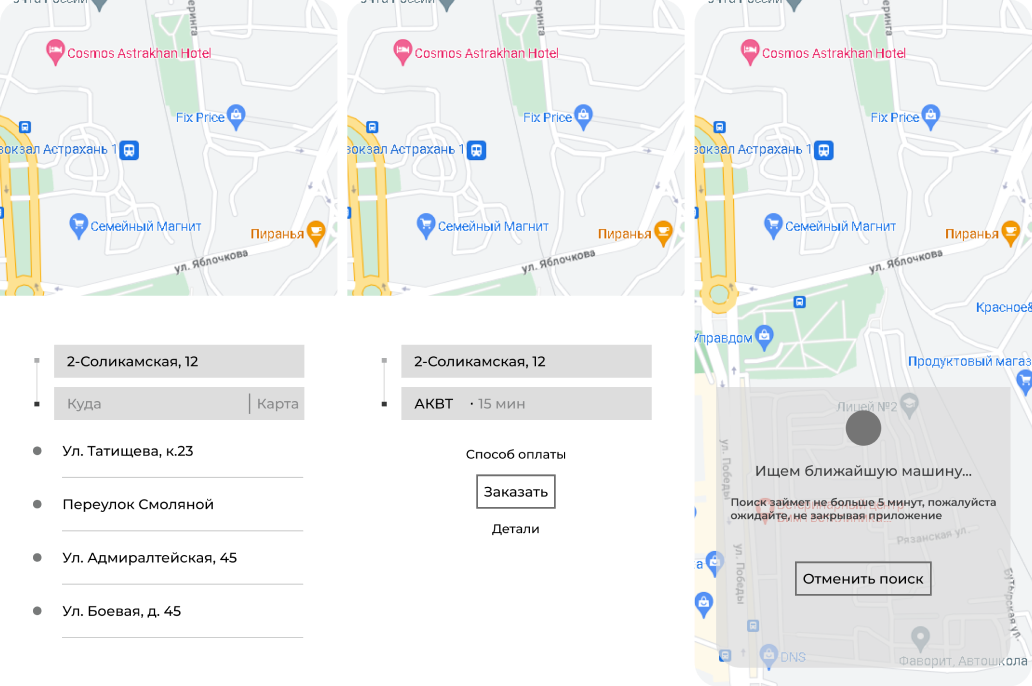 Cosmos Astrakhan Hotel
Fix Price
вокзал Астрахань 1
Семейный Магнит
Пиранья
ул. Яблочкова
2-Соликамская, 12
Куда
Карта
Ул. Татищева, к.23
Переулок Смоляной
Ул. Адмиралтейская, 45
Ул. Боевая, д. 45
Cosmos Astrakhan Hotel
Fix Price
вокзал Астрахань 1
Семейный Магнит
Пиранья
ул. Яблочкова
2-Соликамская, 12
АКВТ · 15 мин
Способ оплаты
Заказать
Детали
Cosmos Astrakhan Hotel
Fix Price
вокзал Астрахань 1
Семейный Магнит
Пиранья
ул. Яблочкова
Красное&
Управдом
Продуктовый магаз
Лицей №2
ул. Победы
Ищем ближайшую машину...
Поиск займет не больше 5 минут, пожалуйста
ожидайте, не закрывая приложение
Рязанская ул.
ул. Победы
Отменить поиск
DNS
Фаворит, Автошкола